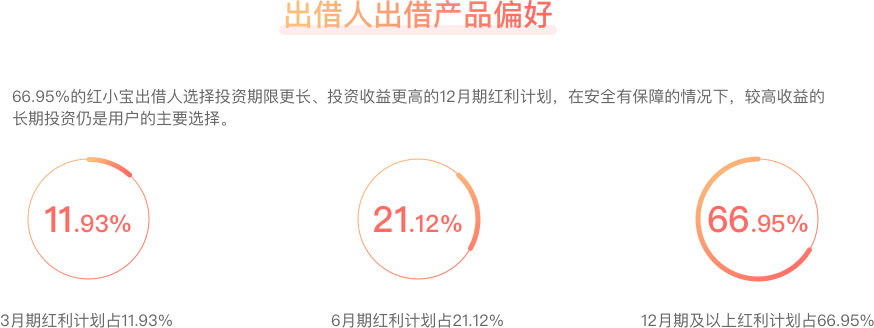 出借人出借产品偏好
66.95%的红小宝出借人选择投资期限更长、投资收益更高的12月期红利计划，在安全有保障的情况下，较高收益的
长期投资仍是用户的主要选择。
11.93%
21.12%
66.95%
3月期红利计划占11.93%
6月期红利计划占21.12%
12月期及以上红利计划占66.95%